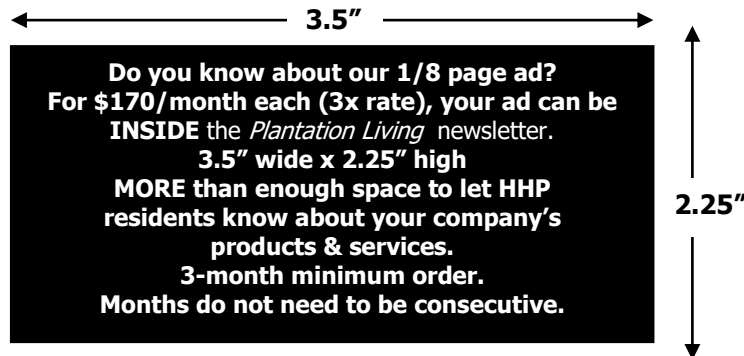 3.5”
Do you know about our 1/8 page ad?
For $170/month each (3x rate), your ad can be
INSIDE the Plantation Living newsletter.
3.5” wide x 2.25” high
MORE than enough space to let HHP
residents know about your company’s
products & services.
3-month minimum order.
Months do not need to be consecutive.
2.25”